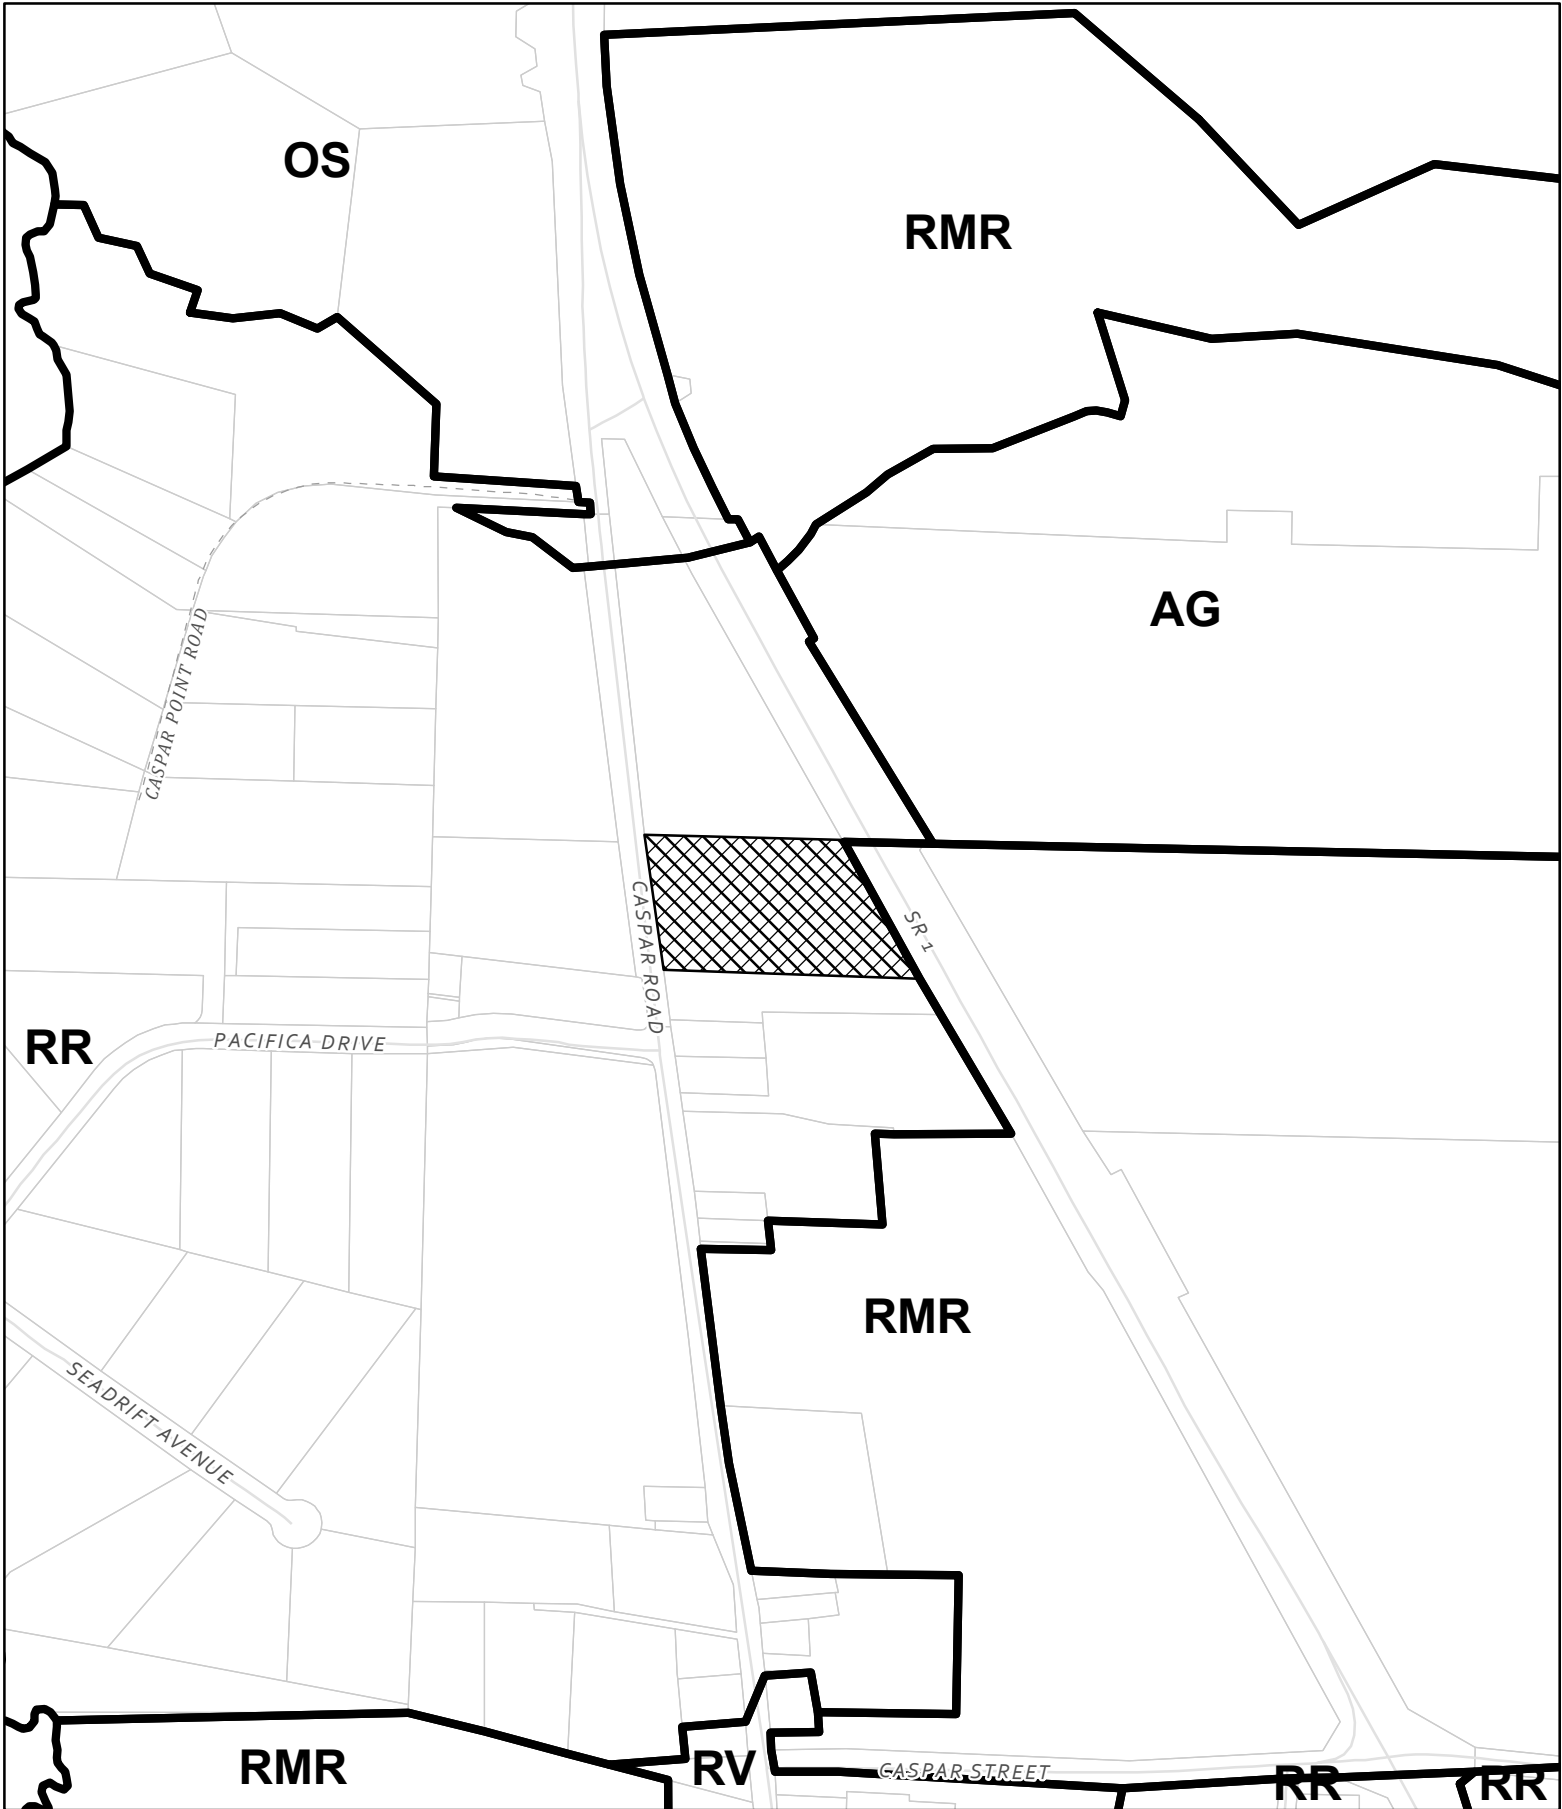 OS
RMR
AG
CASPAR POINT ROAD
CASPAR ROAD
SR 1
RR
PACIFICA DRIVE
RMR
SEADRIFT AVENUE
RMR
RV
CASPAR STREET
RR
RR